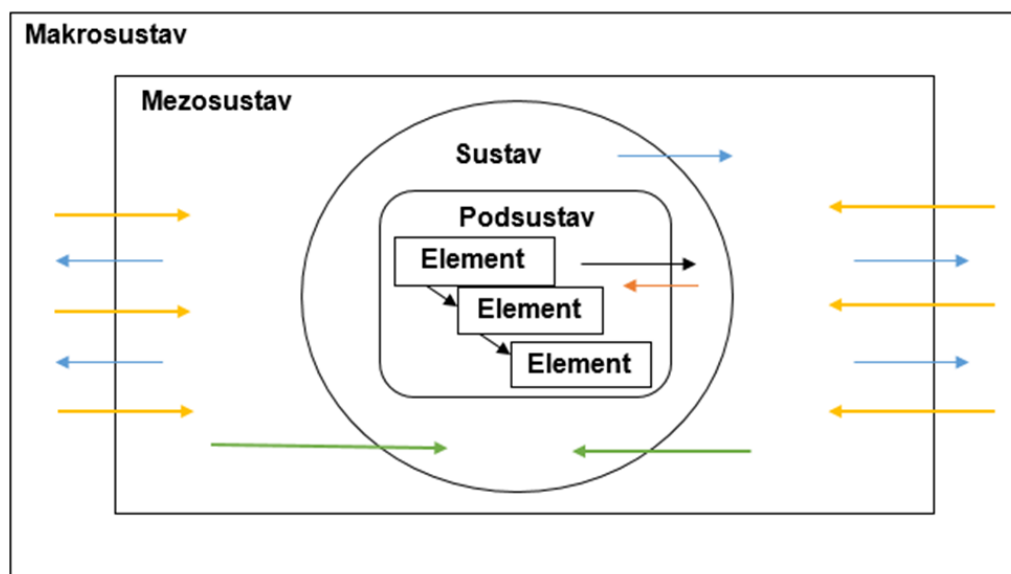 Makrosustav
Mezosustav
Sustav
Podsustav
Element
Element
Element